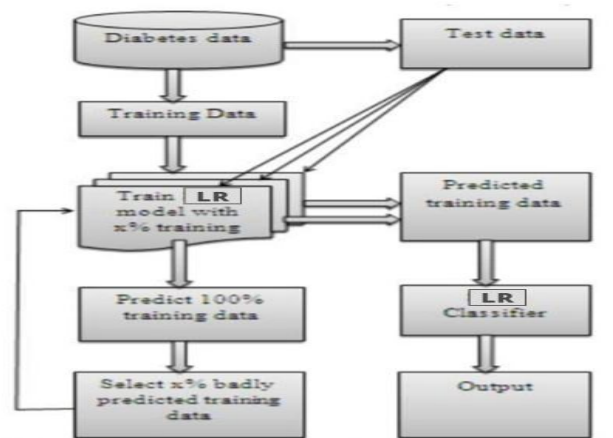 Diabetes data
Test data
Training Data
Train LR
model with
x% training
Predicted
training data
Predict 100%
training data
LR
Classifier
Select x% badly
predicted training
data
Output